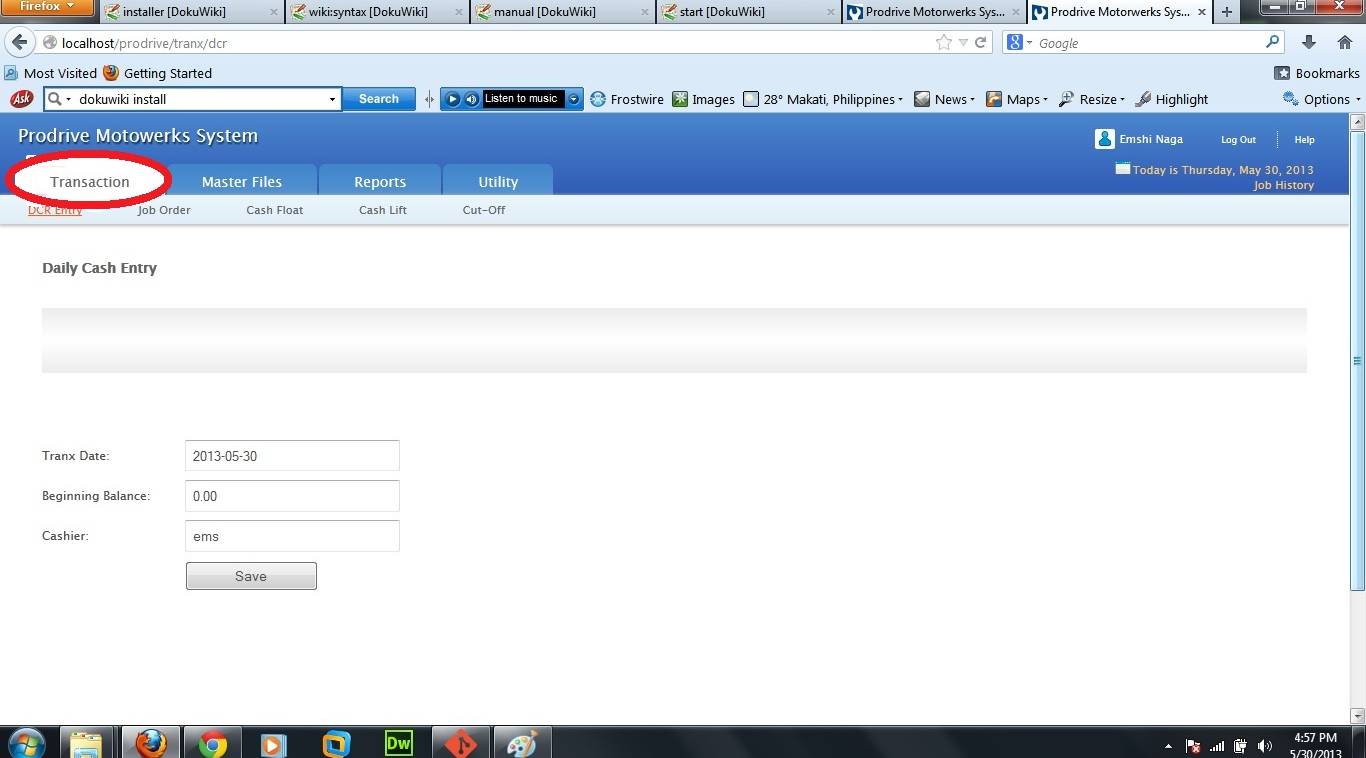 Firefox
installer [DokuWiki]
wiki:syntax [DokuWiki]
manual [DokuWiki]
start [DokuWiki]
Prodrive Motorwerks Sys...
Prodrive Motorwerks Sys...
localhost/prodrive/tranx/dcr
Google
Most Visited Getting Started
Bookmarks
Ask dokuwiki install Search Listen to music Frostwire Images 28° Makati, Philippines News Maps Resize Highlight Options
Prodrive Motowerks System
Emshi Naga Log Out Help
Transaction Master Files Reports Utility
Today is Thursday, May 30, 2013
Job History
DCR Entry Job Order Cash Float Cash Lift Cut-Off
Daily Cash Entry
Tranx Date: 2013-05-30
Beginning Balance: 0.00
Cashier: ems
Save
Dw
4:57 PM
5/30/2013